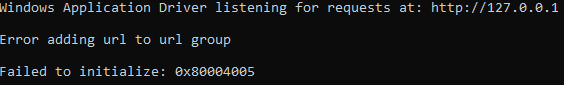 Windows Application Driver listening for requests at: http://127.0.0.1
Error adding url to url group
Failed to initialize: 0x80004005